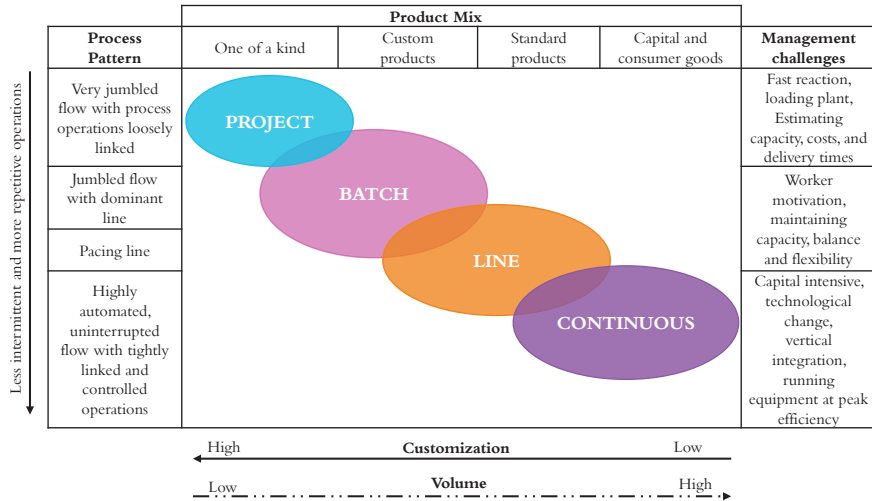 Product Mix
Process
Pattern
One of a kind
Custom
products
Standard
products
Capital and
consumer goods
Management
challenges
Less intermittent and more repetitive operations
Very jumbled
flow with process
operations loosely
linked
PROJECT
Fast reaction,
loading plant,
Estimating
capacity, costs, and
delivery times
Jumbled flow
with dominant
line
BATCH
Worker
motivation,
maintaining
capacity, balance
and flexibility
Pacing line
LINE
Highly
automated,
uninterrupted
flow with tightly
linked and
controlled
operations
CONTINUOUS
Capital intensive,
technological
change,
vertical
integration,
running
equipment at peak
efficiency
High Customization Low
Low Volume High